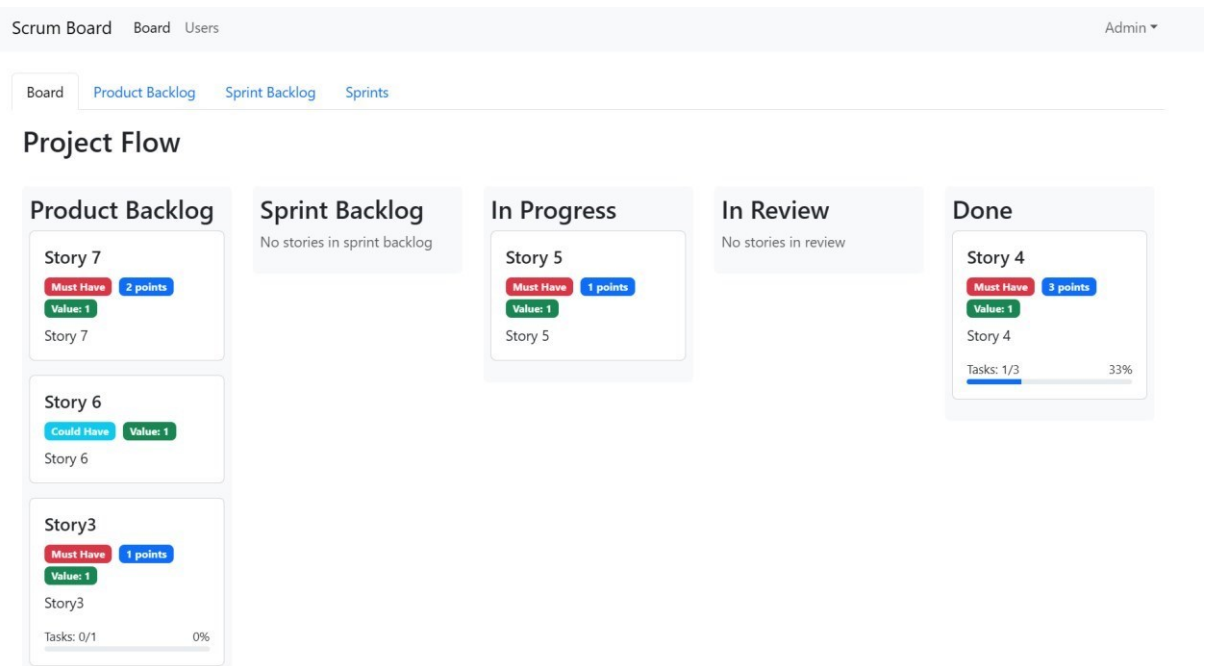 Scrum Board Board Users Admin
Board Product Backlog Sprint Backlog Sprints
Project Flow
Product Backlog
Story 7
Must Have 2 points
Value: 1
Story 7
Story 6
Could Have Value: 1
Story 6
Story3
Must Have 1 points
Value: 1
Story3
Tasks: 0/1 0%
Sprint Backlog
No stories in sprint backlog
In Progress
Story 5
Must Have 1 points
Value: 1
Story 5
In Review
No stories in review
Done
Story 4
Must Have 3 points
Value: 1
Story 4
Tasks: 1/3 33%